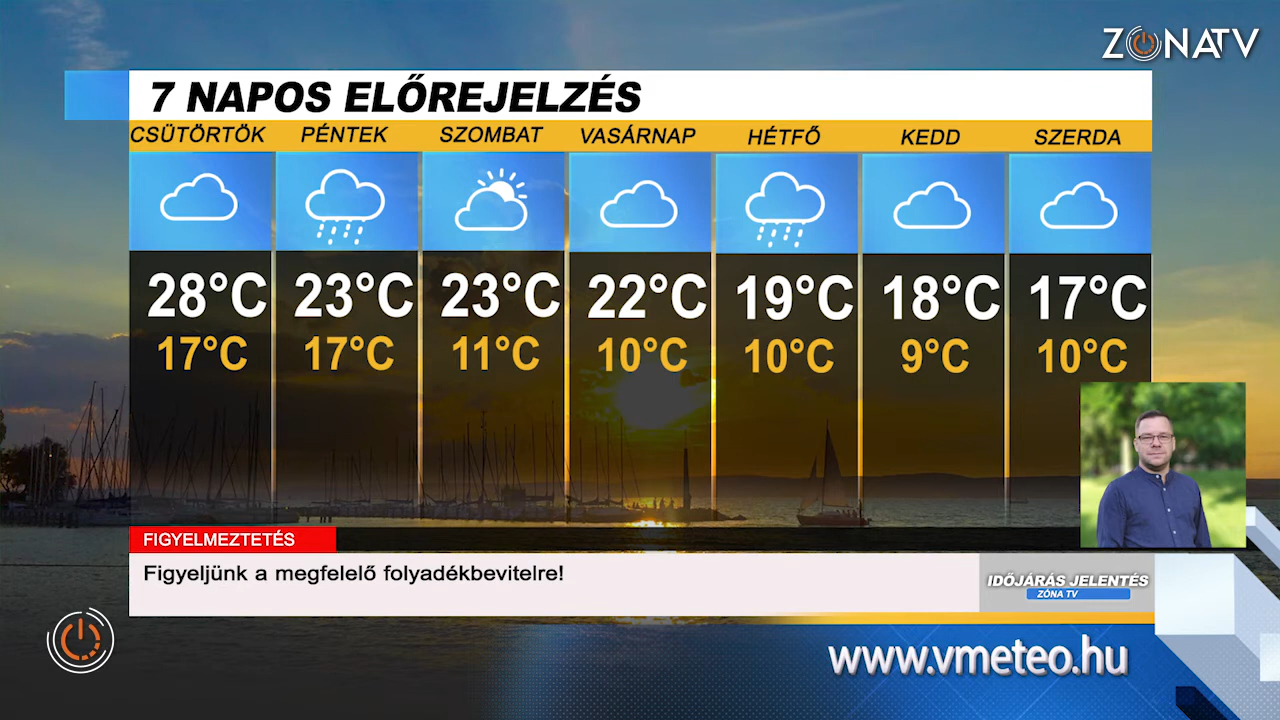 ZÓNATV
7 NAPOS ELŐREJELZÉS
CSÜTÖRTÖK PÉNTEK SZOMBAT VASÁRNAP HÉTFŐ KEDD SZERDA
28°C 23°C 23°C 22°C 19°C 18°C 17°C
17°C 17°C 11°C 10°C 10°C 9°C 10°C
FIGYELMEZTETÉS
Figyeljünk a megfelelő folyadékbevitelre!
IDŐJÁRÁS JELENTÉS
ZÓNA TV
www.vmeteo.hu